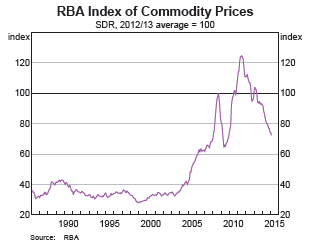 RBA Index of Commodity Prices
SDR, 2012/13 average = 100
index index
120 120
100 100
80 80
60 60
40 40
20 20
1990 1995 2000 2005 2010 2015
Source: RBA